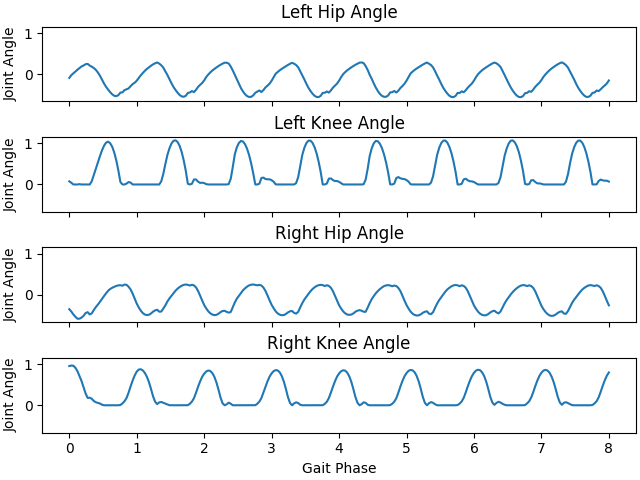 Left Hip Angle
Joint Angle
1
0
Left Knee Angle
Joint Angle
1
0
Right Hip Angle
Joint Angle
1
0
Right Knee Angle
Joint Angle
1
0
0 1 2 3 4 5 6 7 8
Gait Phase